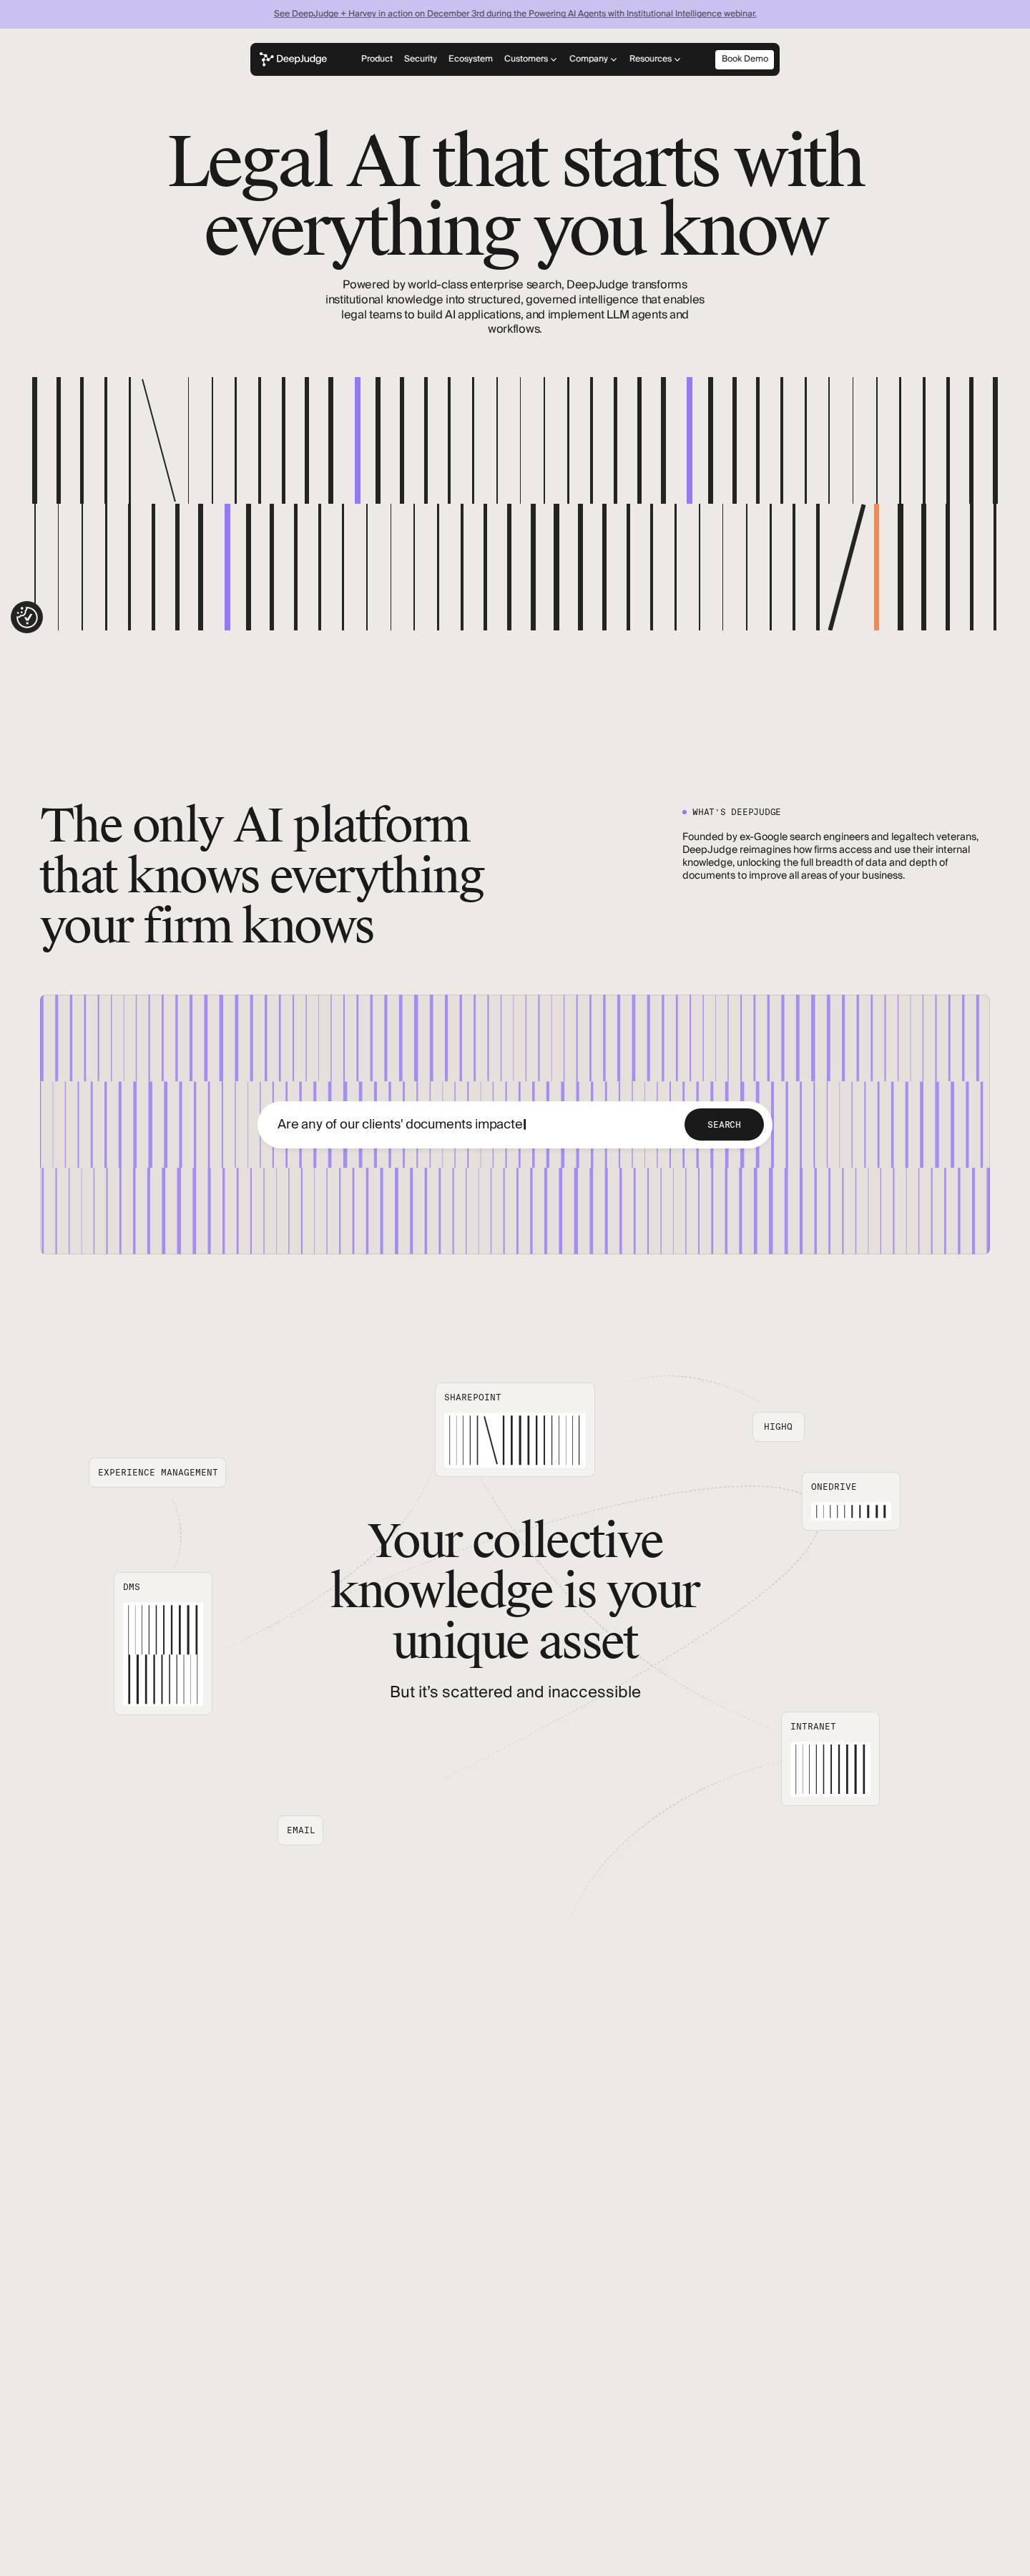 See DeepJudge + Harvey in action on December 3rd during the Powering AI Agents with Institutional Intelligence webinar.
DeepJudge Product Security Ecosystem Customers Company Resources Book Demo
Legal AI that starts with
everything you know
Powered by world-class enterprise search, DeepJudge transforms
institutional knowledge into structured, governed intelligence that enables
legal teams to build AI applications, and implement LLM agents and
workflows.
The only AI platform
that knows everything
your firm knows
WHAT'S DEEPJUDGE
Founded by ex-Google search engineers and legaltech veterans,
DeepJudge reimagines how firms access and use their internal
knowledge, unlocking the full breadth of data and depth of
documents to improve all areas of your business.
Are any of our clients' documents impacte
SEARCH
SHAREPOINT
HIGHQ
EXPERIENCE MANAGEMENT
ONEDRIVE
Your collective
knowledge is your
unique asset
DMS
But it's scattered and inaccessible
INTRANET
EMAIL